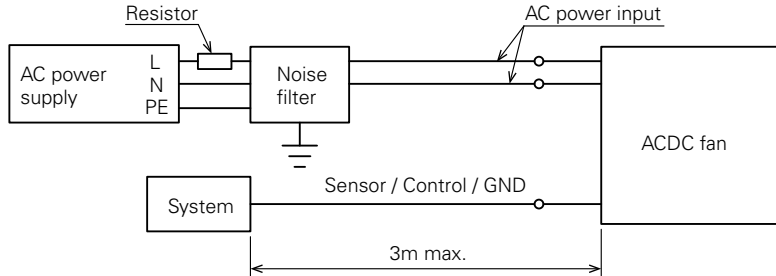 Resistor
AC power input
AC power
supply
L
N
PE
Noise
filter
ACDC fan
System
Sensor / Control / GND
3m max.